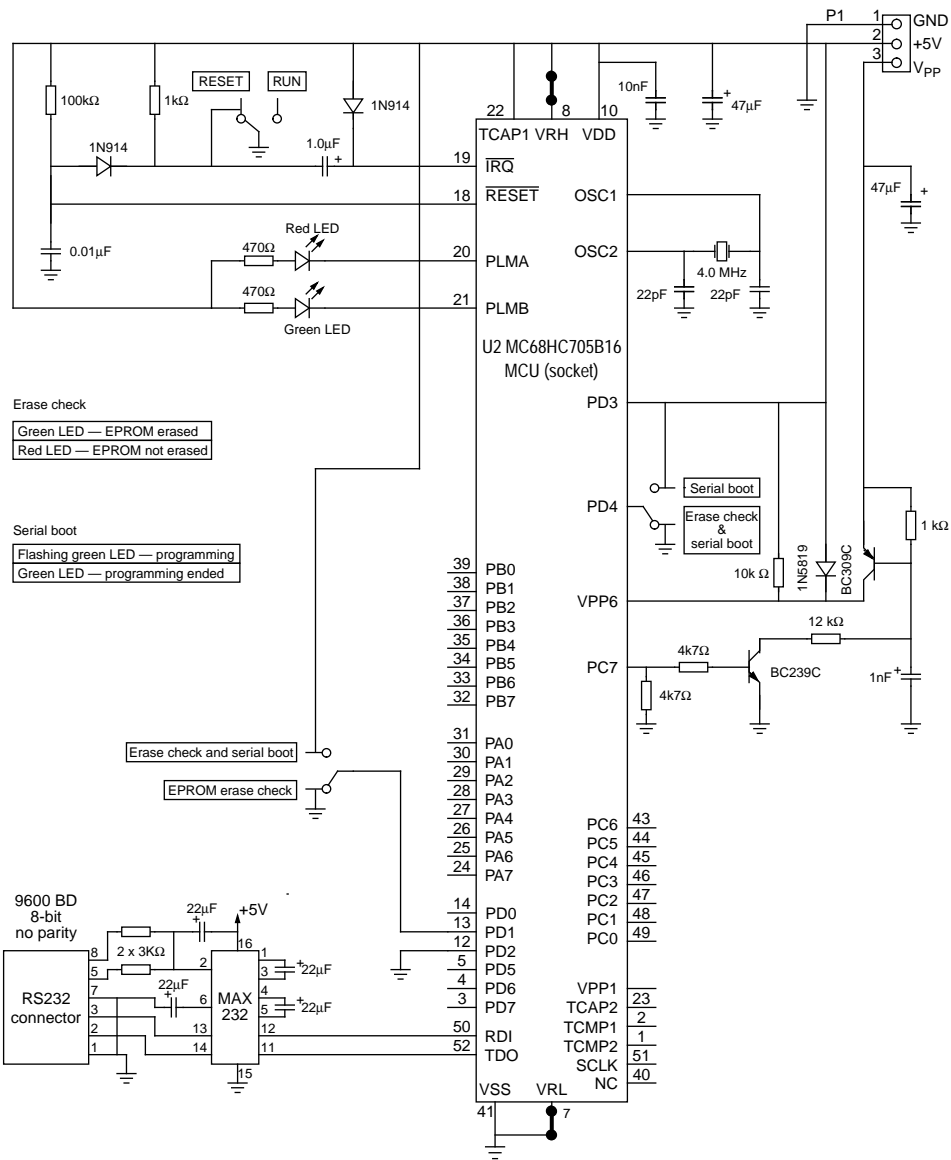 P1
1
GND
2
+5V
3
VPP
100kΩ
1kΩ
RESET
RUN
1N914
1N914
1.0µF
+
10nF
+
47µF
22
8
10
TCAP1 VRH VDD
19
IRQ
18
RESET
OSC1
47µF
+
0.01µF
Red LED
470Ω
20
PLMA
OSC2
4.0 MHz
22pF
22pF
470Ω
21
PLMB
Green LED
U2 MC68HC705B16
MCU (socket)
Erase check
Green LED — EPROM erased
Red LED — EPROM not erased
PD3
PD4
Serial boot
Erase check
&
serial boot
1 kΩ
Serial boot
Flashing green LED — programming
Green LED — programming ended
10k Ω
1N5819
BC309C
VPP6
39
PB0
38
PB1
37
PB2
36
PB3
35
PB4
34
PB5
33
PB6
32
PB7
12 kΩ
PC7
4k7Ω
BC239C
4k7Ω
1nF
+
31
PA0
30
PA1
29
PA2
28
PA3
27
PA4
26
PA5
25
PA6
24
PA7
Erase check and serial boot
EPROM erase check
PC6
43
PC5
44
PC4
45
PC3
46
PC2
47
PC1
48
PC0
49
14
PD0
13
PD1
12
PD2
5
PD5
4
PD6
3
PD7
50
RDI
52
TDO
VPP1
TCAP2
23
TCMP1
2
TCMP2
1
SCLK
51
NC
40
9600 BD
8-bit
no parity
22µF
+
+5V
16
8
2 x 3KΩ
5
2
1
3
+
22µF
RS232
connector
7
22µF
+
6
MAX
232
4
5
+
22µF
3
13
12
2
14
11
1
15
VSS
VRL
41
7